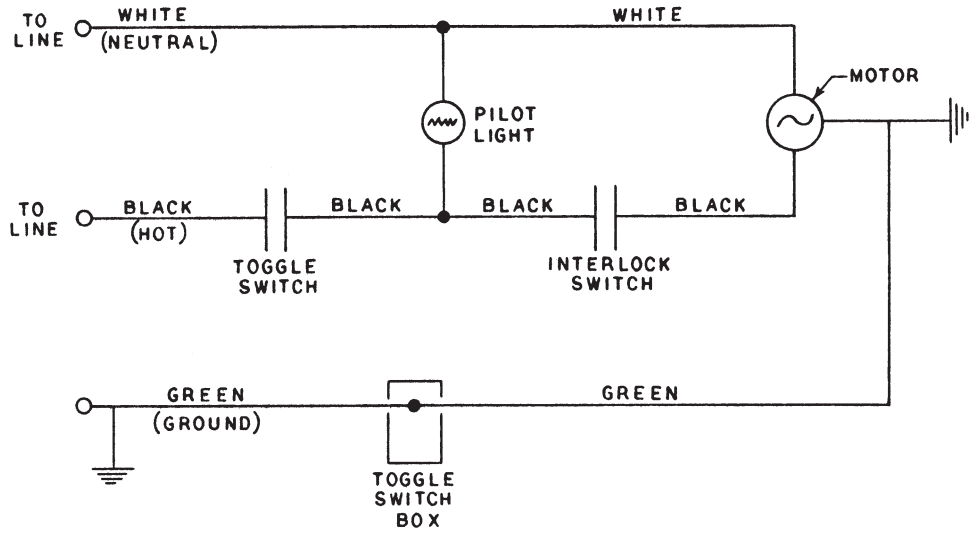 TO
LINE
WHITE
(NEUTRAL)
WHITE
MOTOR
PILOT
LIGHT
TO
LINE
BLACK
(HOT)
BLACK
BLACK
BLACK
TOGGLE
SWITCH
INTERLOCK
SWITCH
GREEN
(GROUND)
GREEN
TOGGLE
SWITCH
BOX